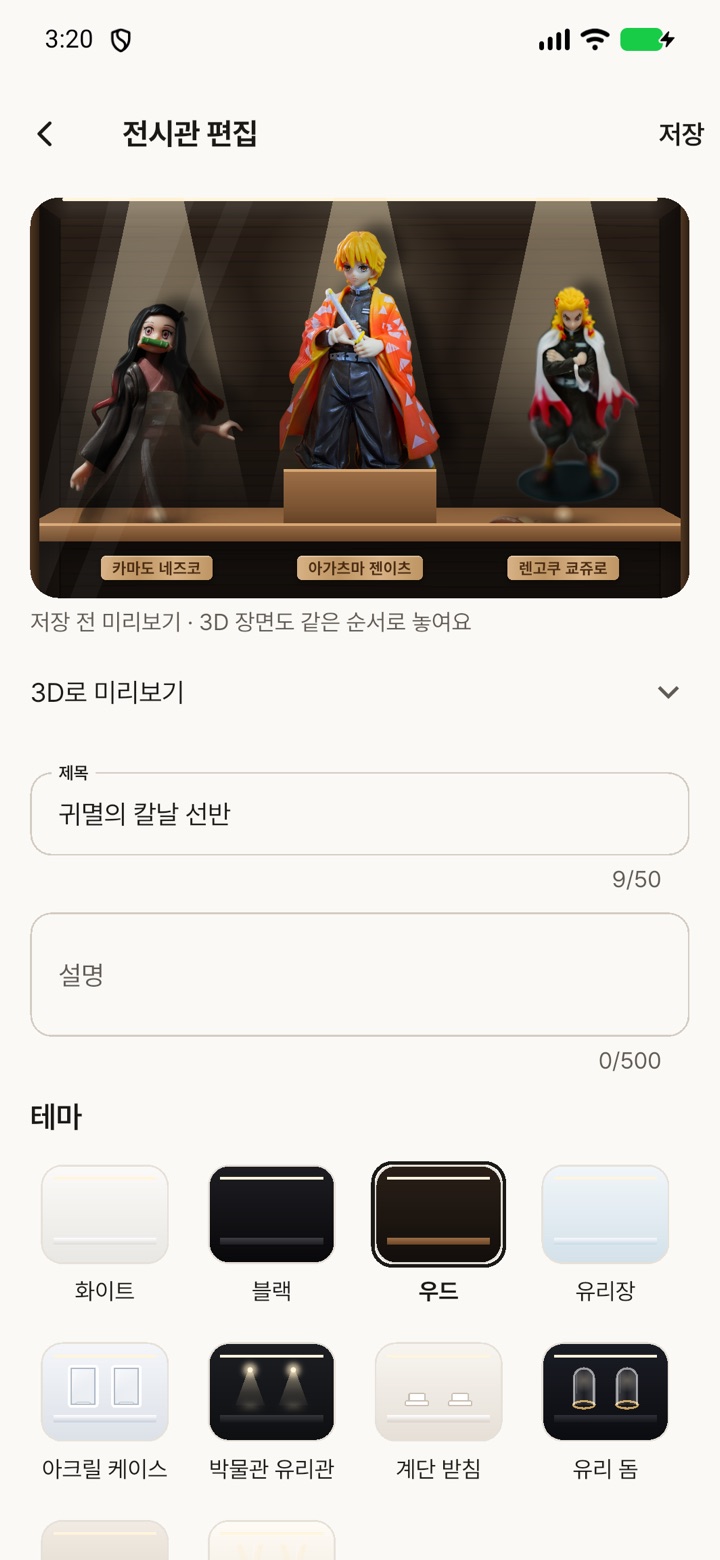 3:20
전시관 편집
저장
카마도 네즈코
아가츠마 젠이츠
렌고쿠 쿄쥬로
저장 전 미리보기 · 3D 장면도 같은 순서로 놓여요
3D로 미리보기
제목
귀멸의 칼날 선반
9/50
설명
0/500
테마
화이트
블랙
우드
유리장
아크릴 케이스
박물관 유리관
계단 받침
유리 돔